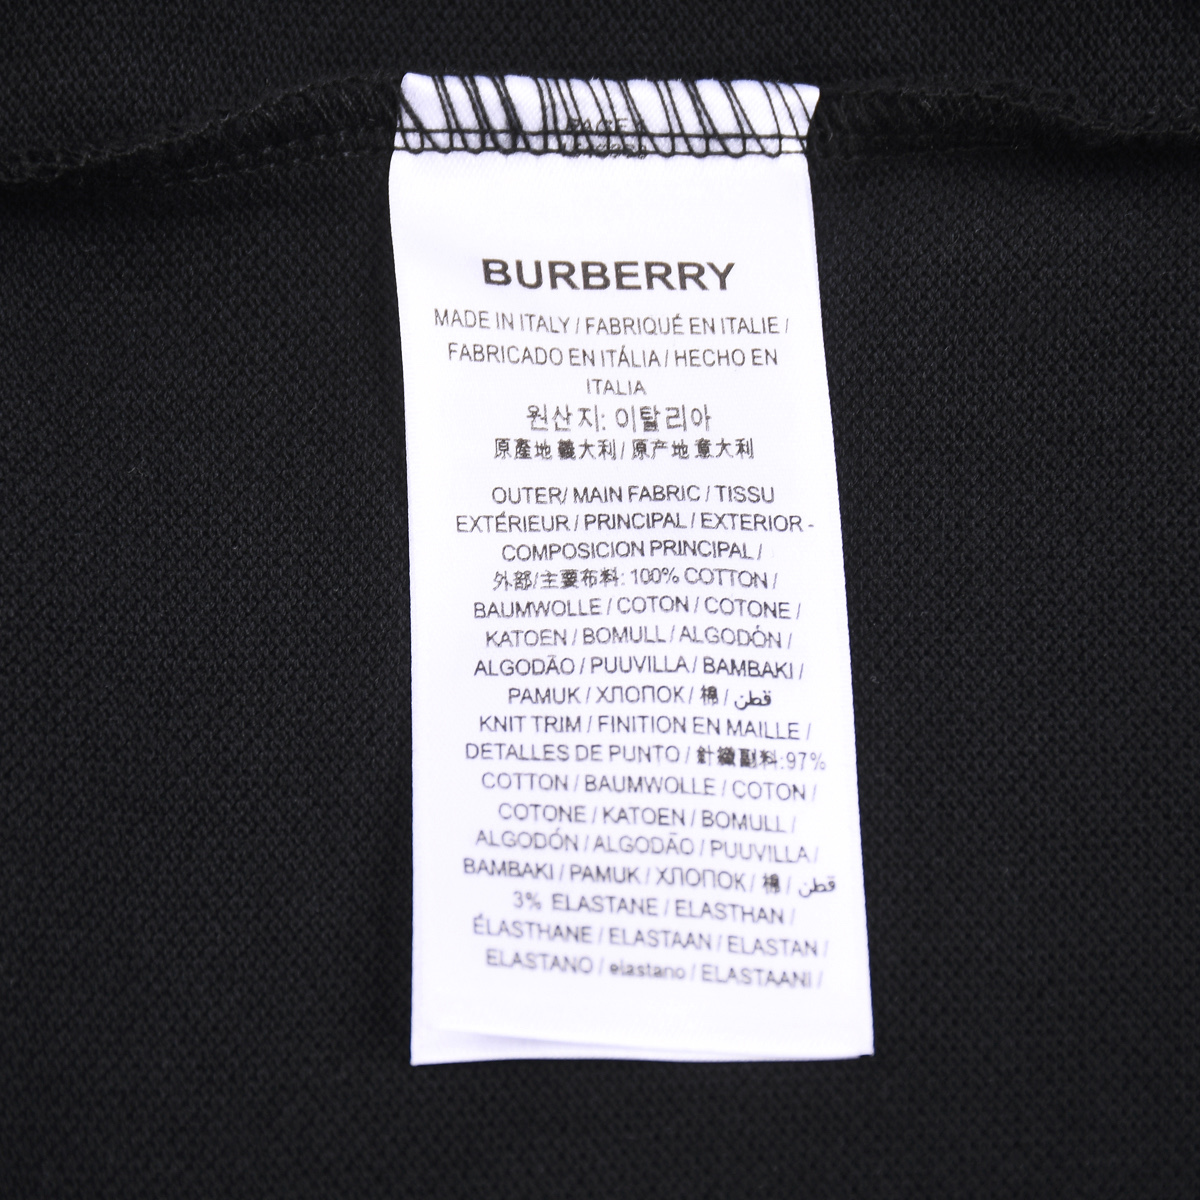 PAGE
BURBERRY
MADE IN ITALY / FABRIQUÉ EN ITALIE /
FABRICADO EN ITÁLIA / HECHO EN
ITALIA
원산지: 이탈리아
原產地 義大利 / 原产地 意大利
OUTER/ MAIN FABRIC / TISSU
EXTÉRIEUR / PRINCIPAL / EXTERIOR -
COMPOSICION PRINCIPAL /
外部/主要布料: 100% COTTON /
BAUMWOLLE / COTON / COTONE /
KATOEN / BOMULL / ALGODÓN /
ALGODÃO / PUUVILLA / BAMBAKI /
PAMUK / ХЛОПОК / 棉 / قطن
KNIT TRIM / FINITION EN MAILLE /
DETALLES DE PUNTO / 針織副料:97%
COTTON / BAUMWOLLE / COTON /
COTONE / KATOEN / BOMULL /
ALGODÓN / ALGODÃO / PUUVILLA /
BAMBAKI / PAMUK / ХЛОПОК / 棉 / قطن
3% ELASTANE / ELASTHAN /
ÉLASTHANE / ELASTAAN / ELASTAN /
ELASTANO / elastano / ELASTAANI /